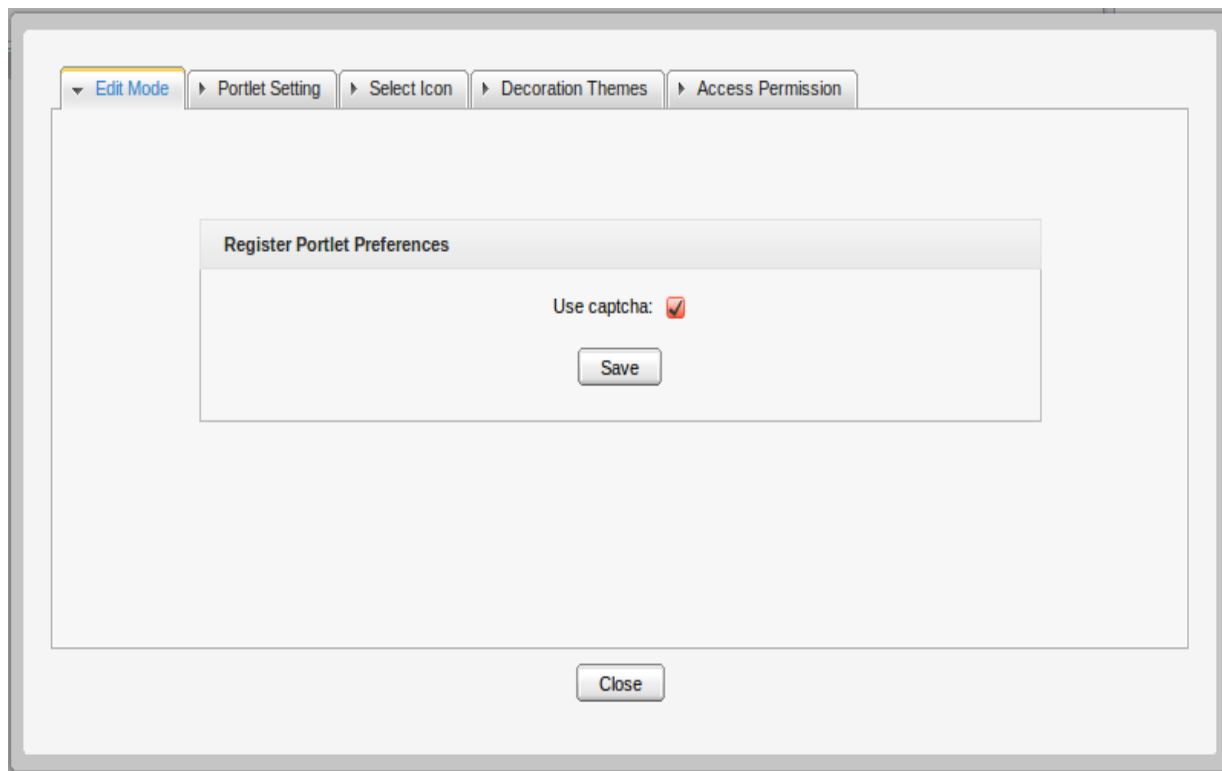 Edit Mode Portlet Setting Select Icon Decoration Themes Access Permission
Register Portlet Preferences
Use captcha:
Save
Close